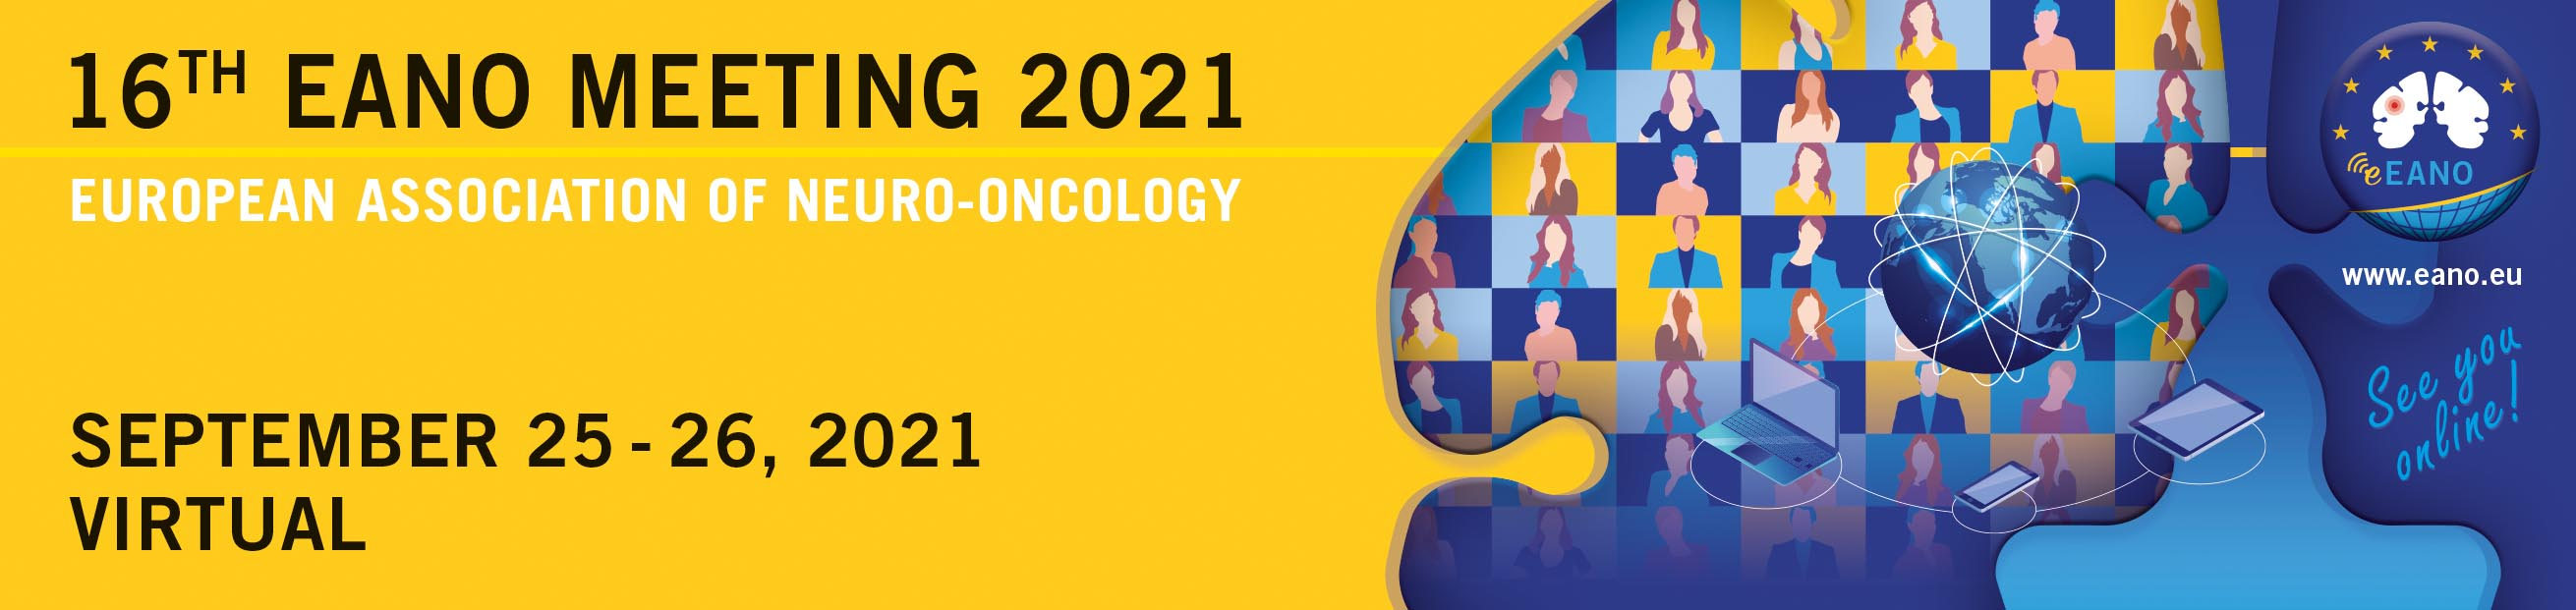 16TH EANO MEETING 2021
EUROPEAN ASSOCIATION OF NEURO-ONCOLOGY
SEPTEMBER 25 - 26, 2021
VIRTUAL
eEANO
www.eano.eu
See you
online!